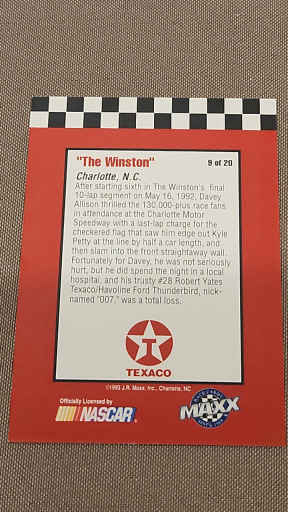 "The Winston"
9 of 20
Charlotte, N.C.
After starting sixth in The Winston's final
10-lap segment on May 16, 1992, Davey
Allison thrilled the 130,000-plus race fans
in attendance at the Charlotte Motor
Speedway with a last-lap charge for the
checkered flag that saw him edge out Kyle
Petty at the line by half a car length, and
then slam into the front straightaway wall.
Fortunately for Davey, he was not seriously
hurt, but he did spend the night in a local
hospital, and his trusty #28 Robert Yates
Texaco/Havoline Ford Thunderbird, nick-
named "007," was a total loss.
T
TEXACO
©1993 J.R. Maxx, Inc., Charlotte, NC
Officially Licensed by
NASCAR
MAXX